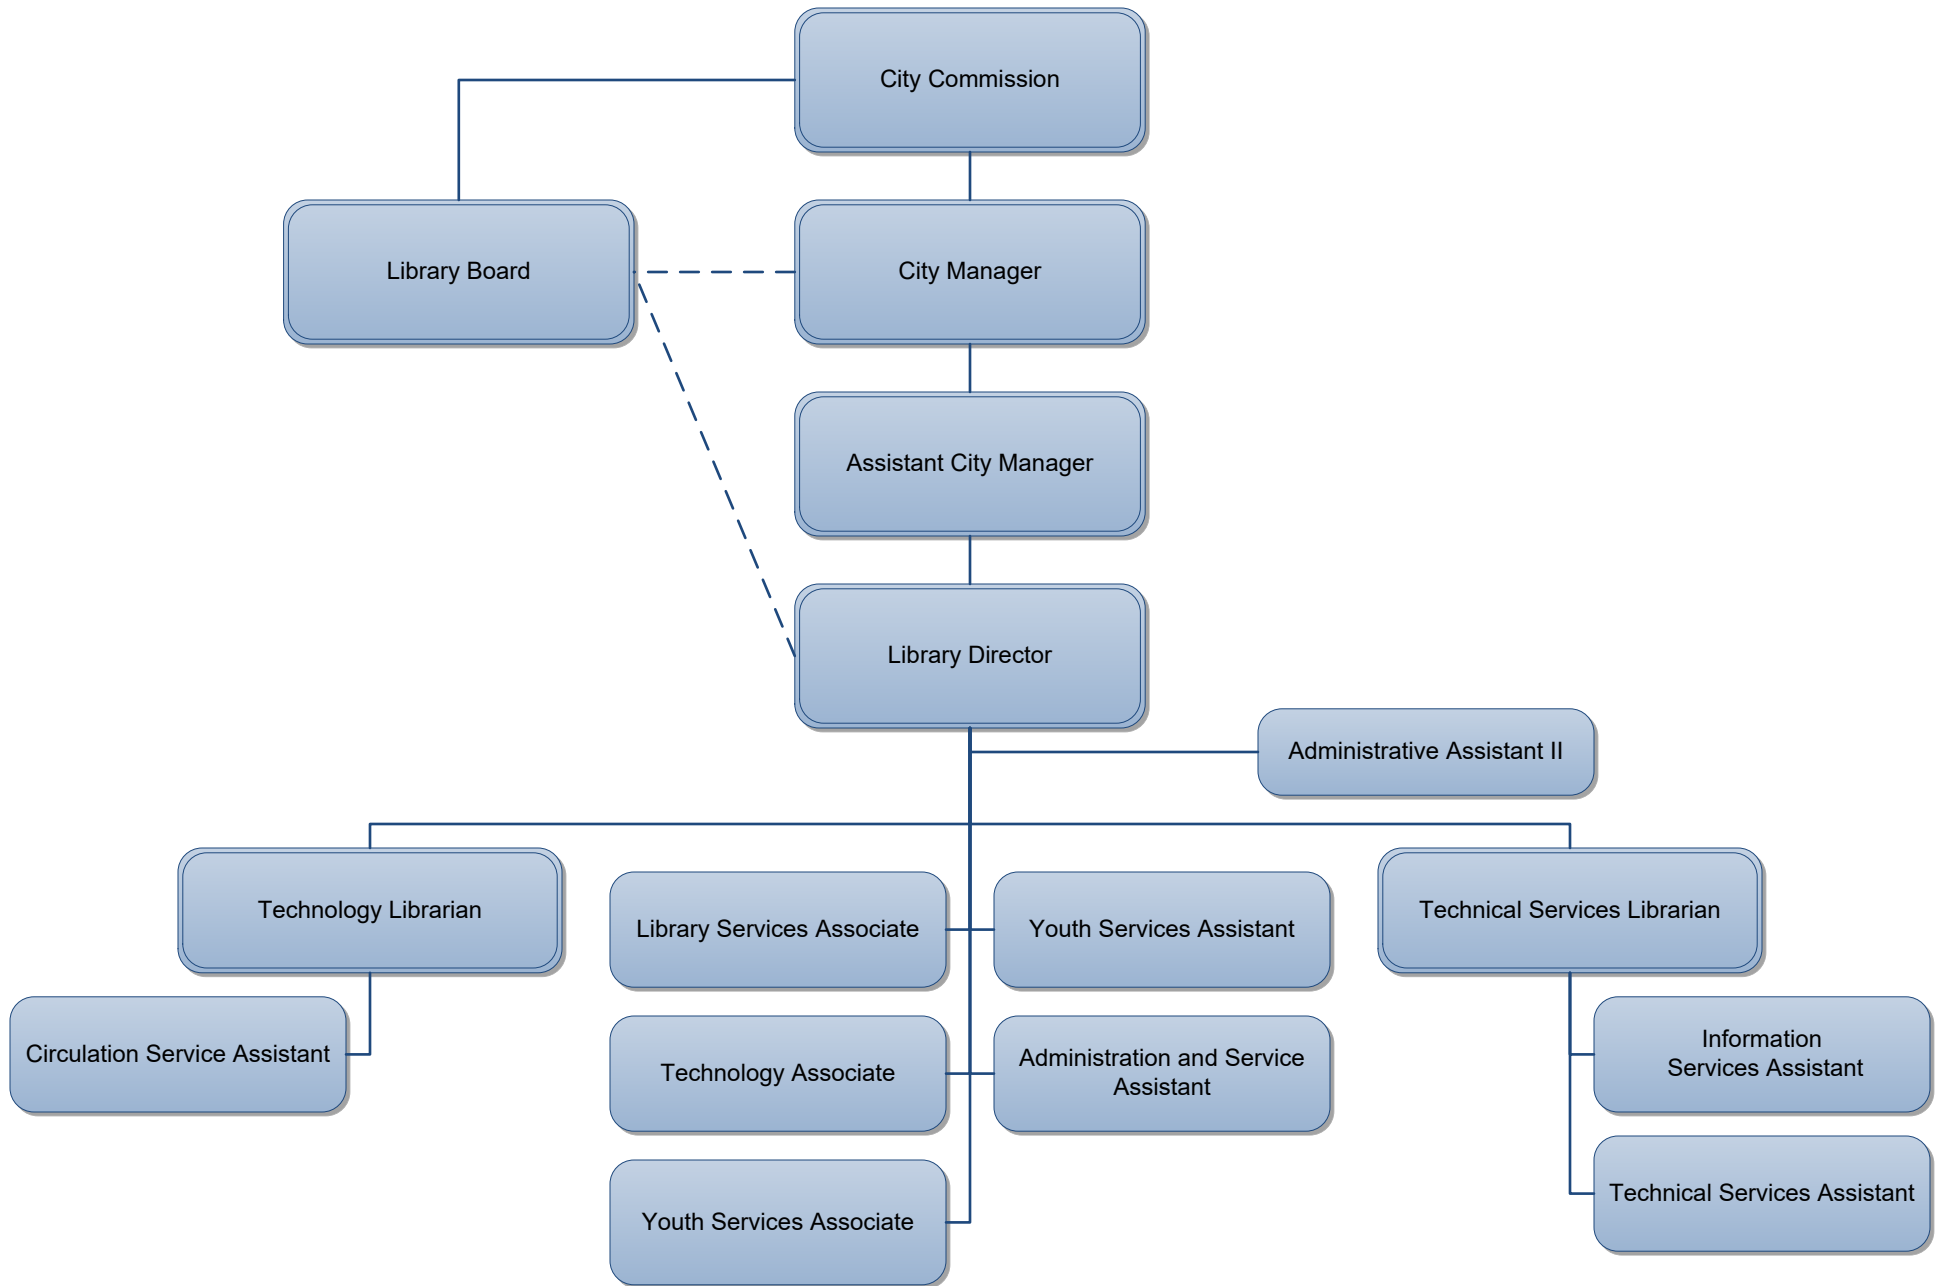 City Commission
Library Board
City Manager
Assistant City Manager
Library Director
Administrative Assistant II
Technology Librarian
Library Services Associate
Youth Services Assistant
Technical Services Librarian
Circulation Service Assistant
Technology Associate
Administration and Service
Assistant
Information
Services Assistant
Youth Services Associate
Technical Services Assistant